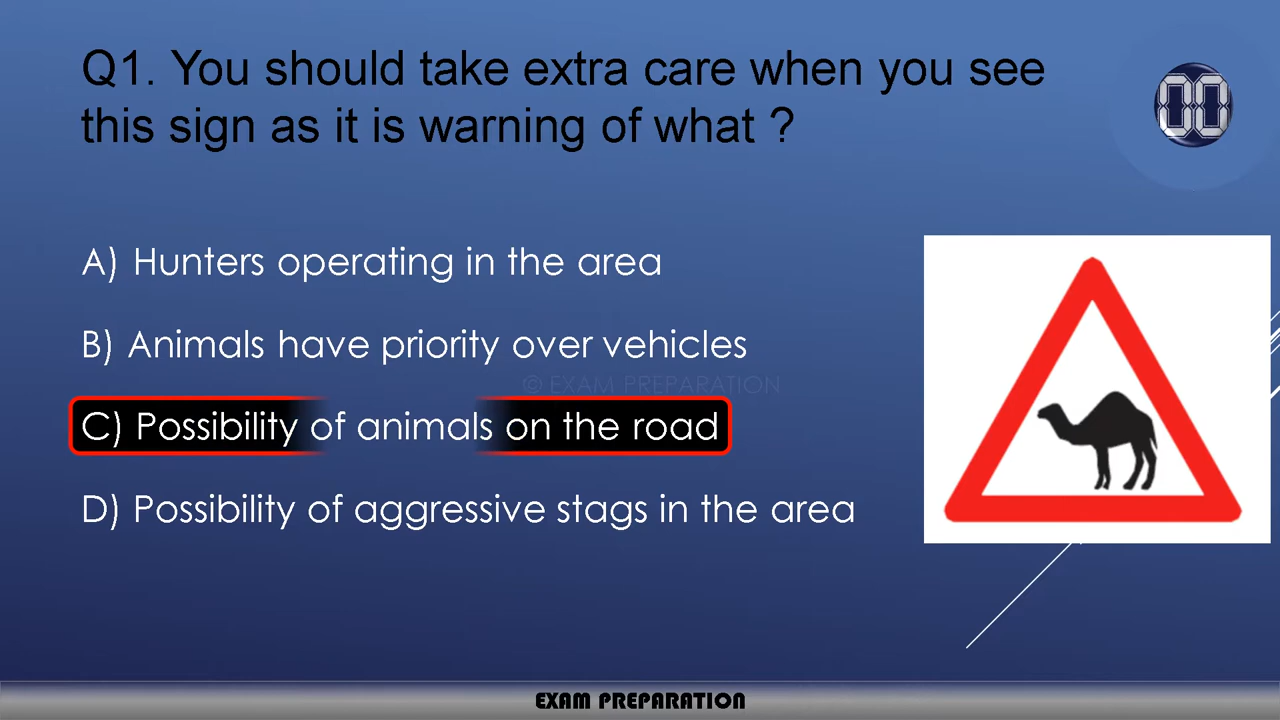 Q1. You should take extra care when you see
this sign as it is warning of what ?
00
A) Hunters operating in the area
B) Animals have priority over vehicles
@ EXAM PREPARATION
C) Possibility of animals on the road
D) Possibility of aggressive stags in the area
EXAM PREPARATION